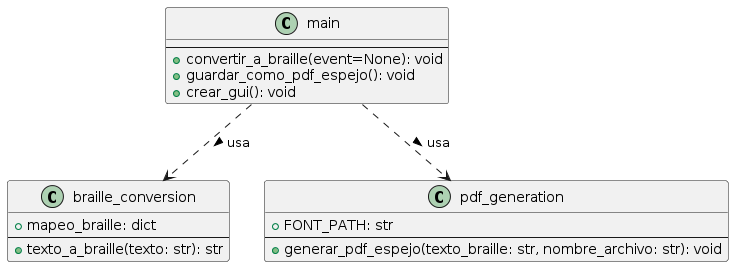 C main
convertir_a_braille(event=None): void
guardar_como_pdf_espejo(): void
crear_gui(): void
usa
usa
C braille_conversion
mapeo_braille: dict
texto_a_braille(texto: str): str
C pdf_generation
FONT_PATH: str
generar_pdf_espejo(texto_braille: str, nombre_archivo: str): void